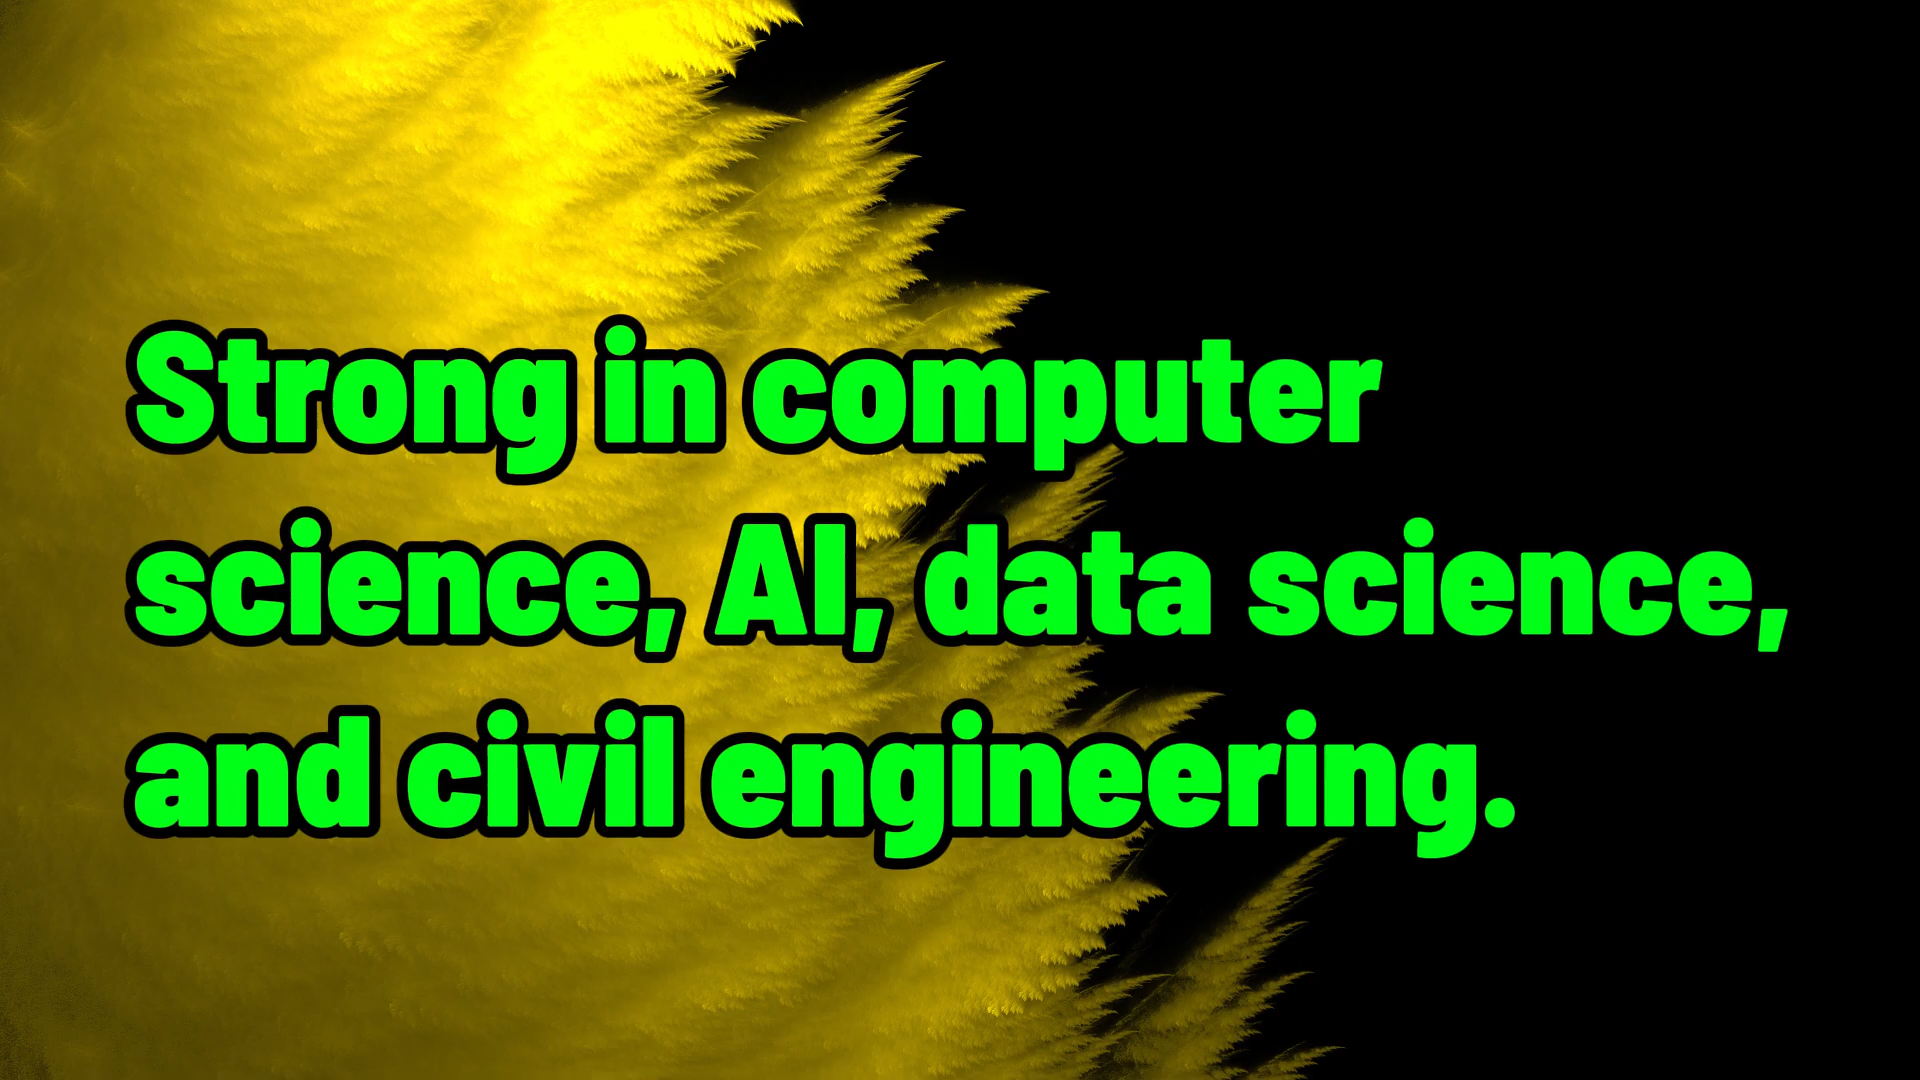 Strong in computer
science, AI, data science,
and civil engineering.